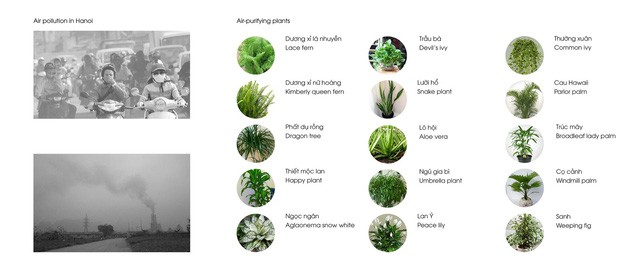 Air pollution in Hanoi
Air-purifying plants
Dương xỉ lá nhuyễn
Lace fern
Trầu bà
Devil's ivy
Thường xuân
Common ivy
Dương xỉ nữ hoàng
Kimberly queen fern
Lưỡi hổ
Snake plant
Cau Hawaii
Parlor palm
Phất dụ rồng
Dragon tree
Lô hội
Aloe vera
Trúc mây
Broadleaf lady palm
Thiết mộc lan
Happy plant
Ngũ gia bì
Umbrella plant
Cọ cảnh
Windmill palm
Ngọc ngân
Aglaonema snow white
Lan Ý
Peace lily
Sanh
Weeping fig